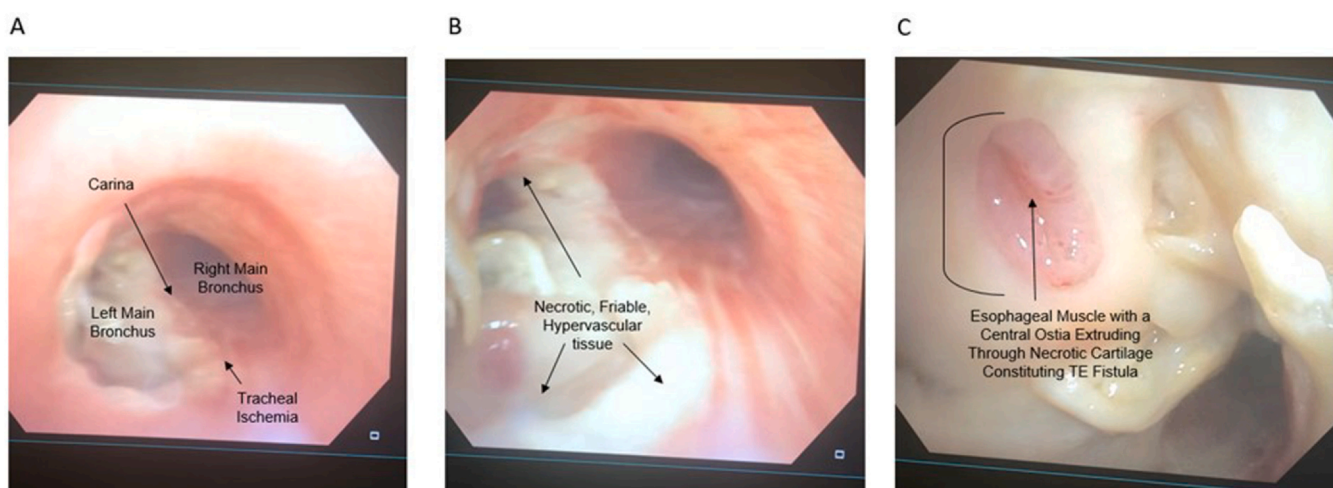 A
B
C
Carina
Right Main
Bronchus
Left Main
Bronchus
Tracheal
Ischemia
Necrotic, Friable,
Hypervascular
tissue
Esophageal Muscle with a
Central Ostia Extruding
Through Necrotic Cartilage
Constituting TE Fistula